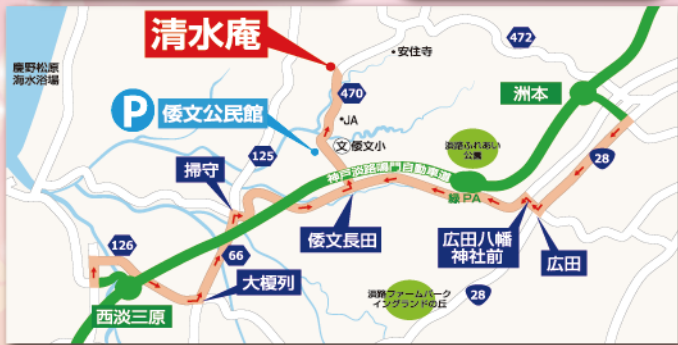 清水庵
慶野松原
海水浴場
・安住寺
472
洲本
P 倭文公民館
470
・JA
文 倭文小
125
掃守
淡路ふれあい
公園
28
神戸淡路鳴門自動車道
緑PA
倭文長田
広田八幡
神社前
広田
126
66
大榎列
西淡三原
淡路ファームパーク
イングランドの丘
28